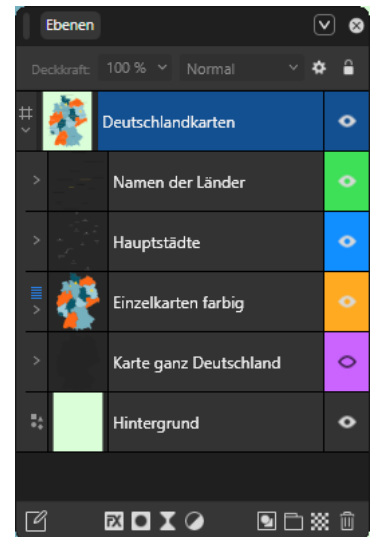 Ebenen
Deckkraft: 100 % Normal
Deutschlandkarten
Namen der Länder
Hauptstädte
Einzelkarten farbig
Karte ganz Deutschland
Hintergrund
FX